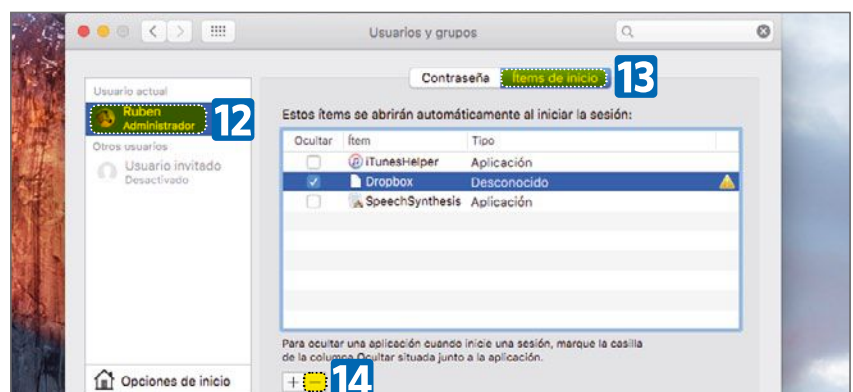 Usuarios y grupos
Contraseña Ítems de inicio 13
Usuario actual
Ruben
Administrador 12
Otros usuarios
Usuario invitado
Desactivado
Estos ítems se abrirán automáticamente al iniciar la sesión:
Ocultar Ítem Tipo
iTunesHelper Aplicación
Dropbox Desconocido
SpeechSynthesis Aplicación
Para ocultar una aplicación cuando inicie una sesión, marque la casilla
de la columna Ocultar situada junto a la aplicación.
Opciones de inicio
+ − 14